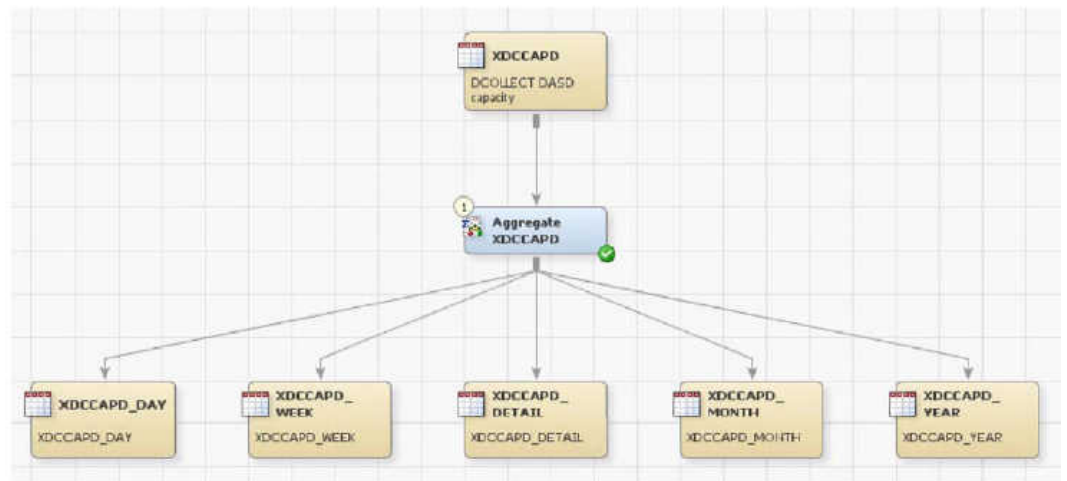 XDCCAPD
DCOLLECT DASD
capacity
1
Aggregate
XDCCAPD
XDCCAPD_DAY
XDCCAPD_DAY
XDCCAPD_
WEEK
XDCCAPD_WEEK
XDCCAPD_
DETAIL
XDCCAPD_DETAIL
XDCCAPD_
MONTH
XDCCAPD_MONTH
XDCCAPD_
YEAR
XDCCAPD_YEAR